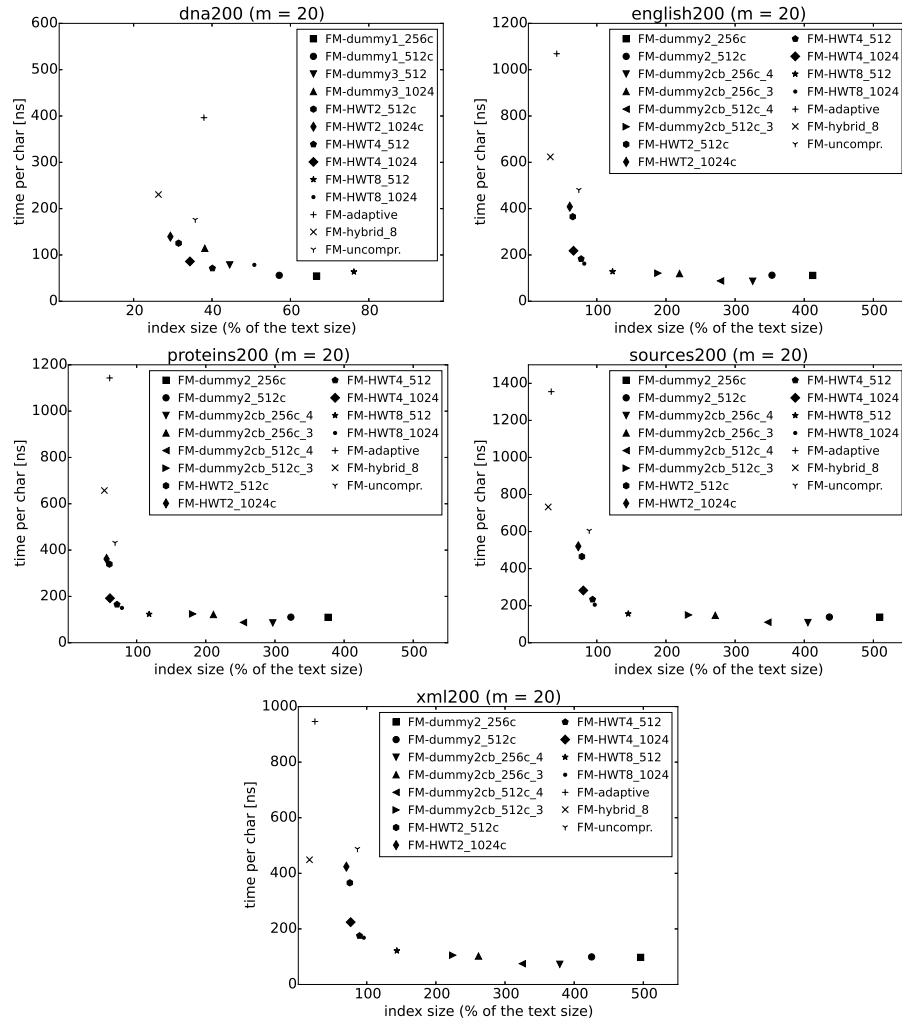 dna200 (m = 20)
time per char [ns]
600
500
400
300
200
100
0
20
40
60
80
index size (% of the text size)
FM-dummy1_256c
FM-dummy1_512c
FM-dummy3_512
FM-dummy3_1024
FM-HWT2_512c
FM-HWT2_1024c
FM-HWT4_512
FM-HWT4_1024
FM-HWT8_512
FM-HWT8_1024
FM-adaptive
FM-hybrid_8
FM-uncompr.
english200 (m = 20)
time per char [ns]
1200
1000
800
600
400
200
0
100
200
300
400
500
index size (% of the text size)
FM-dummy2_256c
FM-dummy2_512c
FM-dummy2cb_256c_4
FM-dummy2cb_256c_3
FM-dummy2cb_512c_4
FM-dummy2cb_512c_3
FM-HWT2_512c
FM-HWT2_1024c
FM-HWT4_512
FM-HWT4_1024
FM-HWT8_512
FM-HWT8_1024
FM-adaptive
FM-hybrid_8
FM-uncompr.
proteins200 (m = 20)
time per char [ns]
1200
1000
800
600
400
200
0
100
200
300
400
500
index size (% of the text size)
FM-dummy2_256c
FM-dummy2_512c
FM-dummy2cb_256c_4
FM-dummy2cb_256c_3
FM-dummy2cb_512c_4
FM-dummy2cb_512c_3
FM-HWT2_512c
FM-HWT2_1024c
FM-HWT4_512
FM-HWT4_1024
FM-HWT8_512
FM-HWT8_1024
FM-adaptive
FM-hybrid_8
FM-uncompr.
sources200 (m = 20)
time per char [ns]
1400
1200
1000
800
600
400
200
0
100
200
300
400
500
index size (% of the text size)
FM-dummy2_256c
FM-dummy2_512c
FM-dummy2cb_256c_4
FM-dummy2cb_256c_3
FM-dummy2cb_512c_4
FM-dummy2cb_512c_3
FM-HWT2_512c
FM-HWT2_1024c
FM-HWT4_512
FM-HWT4_1024
FM-HWT8_512
FM-HWT8_1024
FM-adaptive
FM-hybrid_8
FM-uncompr.
xml200 (m = 20)
time per char [ns]
1000
800
600
400
200
0
100
200
300
400
500
index size (% of the text size)
FM-dummy2_256c
FM-dummy2_512c
FM-dummy2cb_256c_4
FM-dummy2cb_256c_3
FM-dummy2cb_512c_4
FM-dummy2cb_512c_3
FM-HWT2_512c
FM-HWT2_1024c
FM-HWT4_512
FM-HWT4_1024
FM-HWT8_512
FM-HWT8_1024
FM-adaptive
FM-hybrid_8
FM-uncompr.